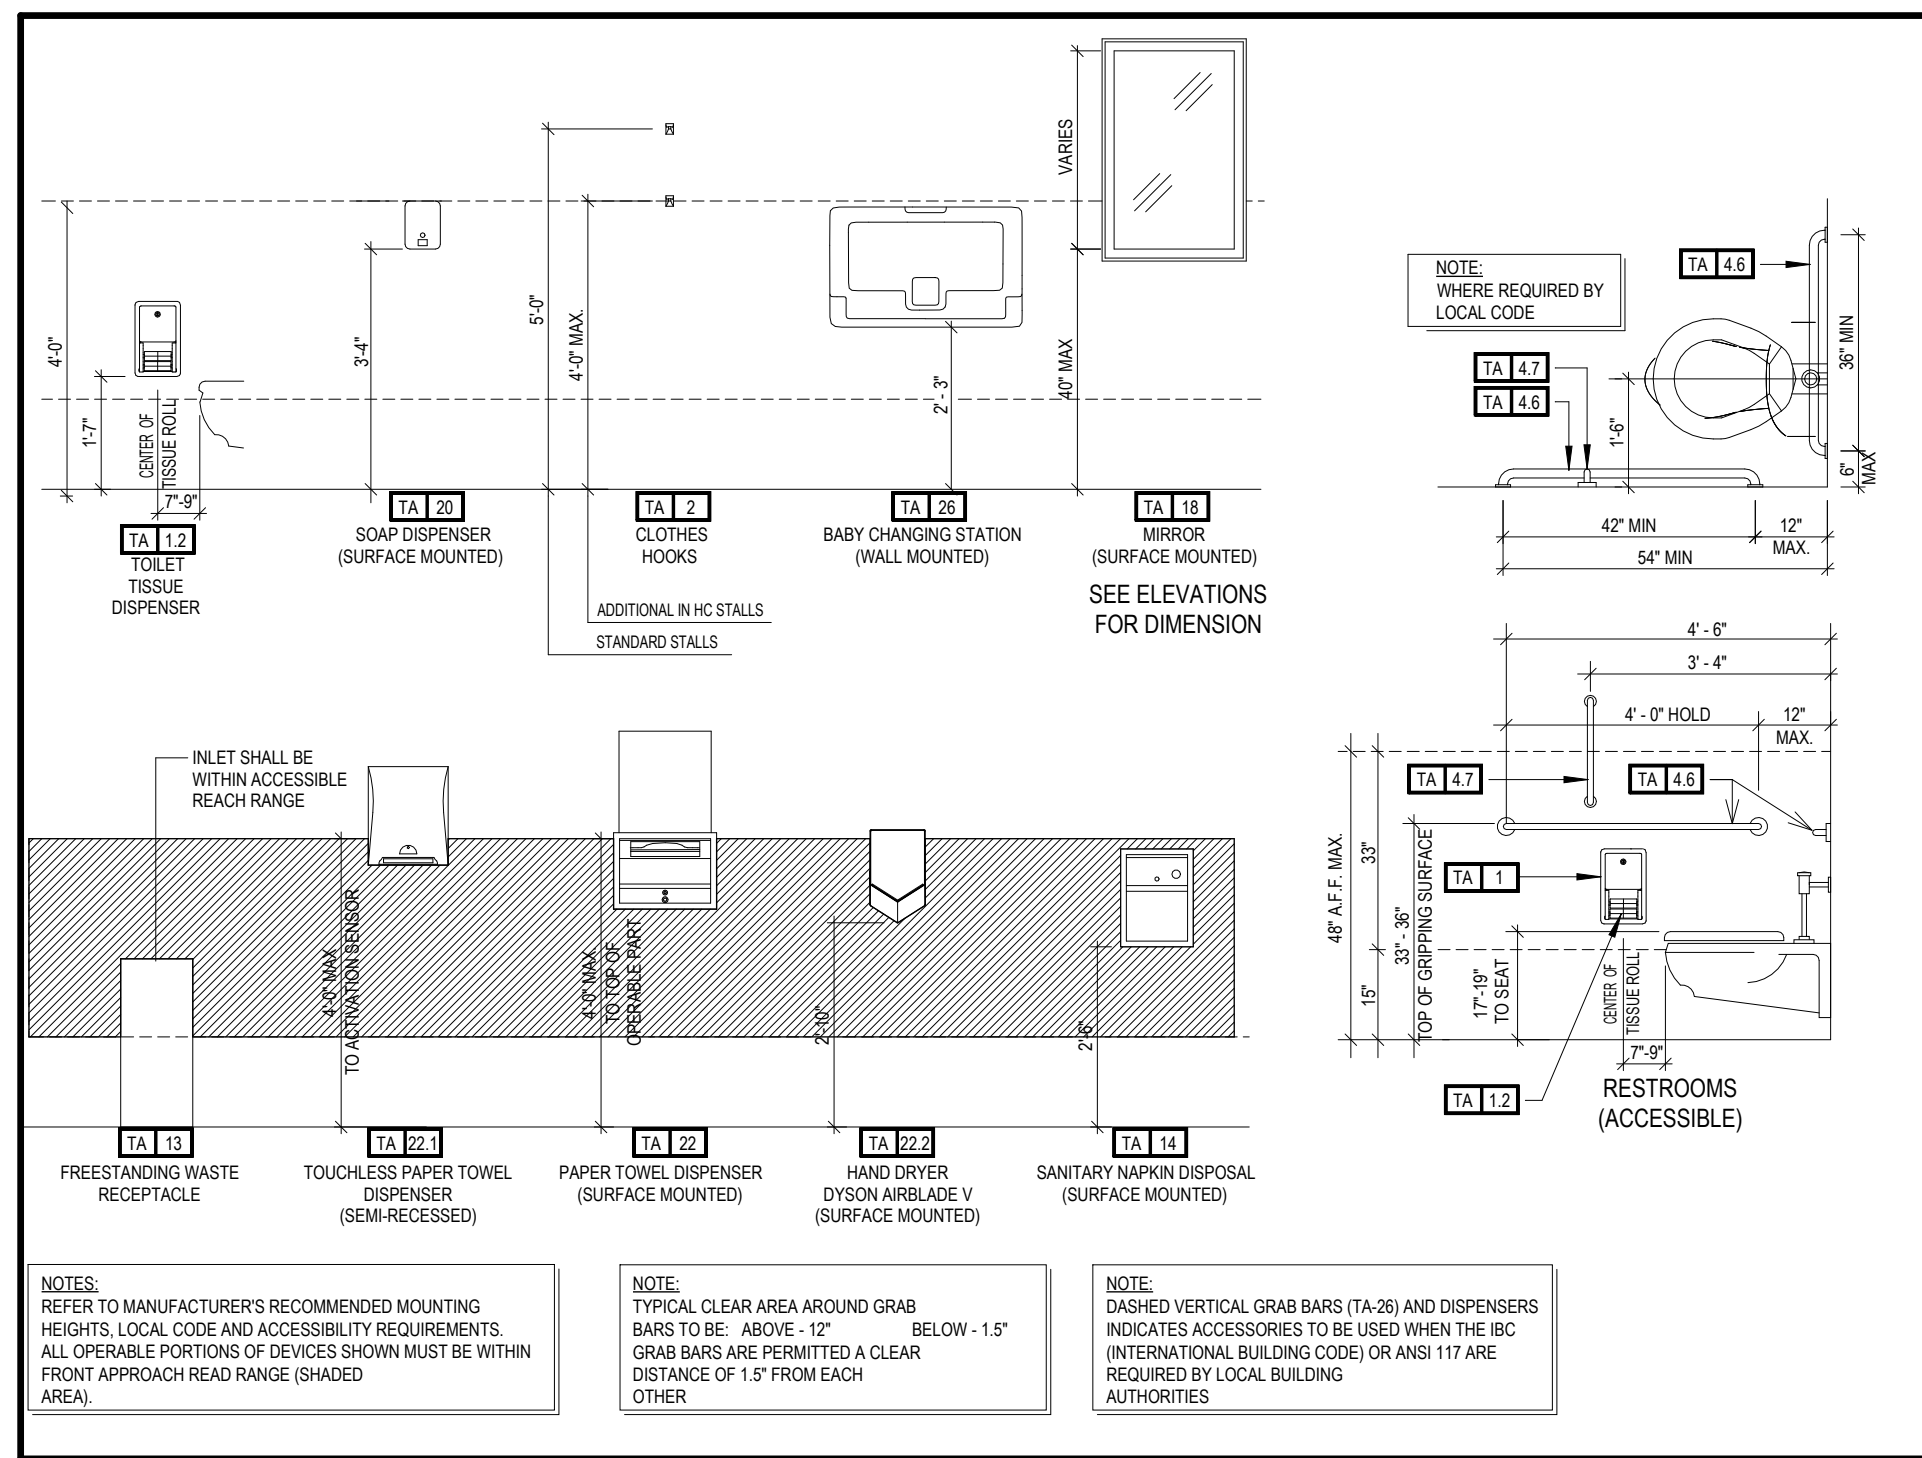 VARIES
5'-0"
4'-0" MAX.
4'-0"
3'-4"
2' - 3"
40" MAX
1'-7"
CENTER OF
TISSUE ROLL
7"-9"
TA 1.2
TOILET
TISSUE
DISPENSER
TA 20
SOAP DISPENSER
(SURFACE MOUNTED)
TA 2
CLOTHES
HOOKS
ADDITIONAL IN HC STALLS
STANDARD STALLS
TA 26
BABY CHANGING STATION
(WALL MOUNTED)
TA 18
MIRROR
(SURFACE MOUNTED)
SEE ELEVATIONS
FOR DIMENSION
NOTE:
WHERE REQUIRED BY
LOCAL CODE
TA 4.6
TA 4.7
TA 4.6
1'-6"
36" MIN
6"
MAX
42" MIN
12"
MAX.
54" MIN
INLET SHALL BE
WITHIN ACCESSIBLE
REACH RANGE
4'-0" MAX.
TO ACTIVATION SENSOR
4'-0" MAX.
TO TOP OF
OPERABLE PART
2'-10"
2'-6"
TA 13
FREESTANDING WASTE
RECEPTACLE
TA 22.1
TOUCHLESS PAPER TOWEL
DISPENSER
(SEMI-RECESSED)
TA 22
PAPER TOWEL DISPENSER
(SURFACE MOUNTED)
TA 22.2
HAND DRYER
DYSON AIRBLADE V
(SURFACE MOUNTED)
TA 14
SANITARY NAPKIN DISPOSAL
(SURFACE MOUNTED)
4' - 6"
3' - 4"
4' - 0" HOLD
12"
MAX.
TA 4.7
TA 4.6
TA 1
48" A.F.F. MAX.
33"
15"
33" - 36"
TOP OF GRIPPING SURFACE
17"-19"
TO SEAT
CENTER OF
TISSUE ROLL
7"-9"
TA 1.2
RESTROOMS
(ACCESSIBLE)
NOTES:
REFER TO MANUFACTURER'S RECOMMENDED MOUNTING
HEIGHTS, LOCAL CODE AND ACCESSIBILITY REQUIREMENTS.
ALL OPERABLE PORTIONS OF DEVICES SHOWN MUST BE WITHIN
FRONT APPROACH READ RANGE (SHADED
AREA).
NOTE:
TYPICAL CLEAR AREA AROUND GRAB
BARS TO BE: ABOVE - 12" BELOW - 1.5"
GRAB BARS ARE PERMITTED A CLEAR
DISTANCE OF 1.5" FROM EACH
OTHER
NOTE:
DASHED VERTICAL GRAB BARS (TA-26) AND DISPENSERS
INDICATES ACCESSORIES TO BE USED WHEN THE IBC
(INTERNATIONAL BUILDING CODE) OR ANSI 117 ARE
REQUIRED BY LOCAL BUILDING
AUTHORITIES